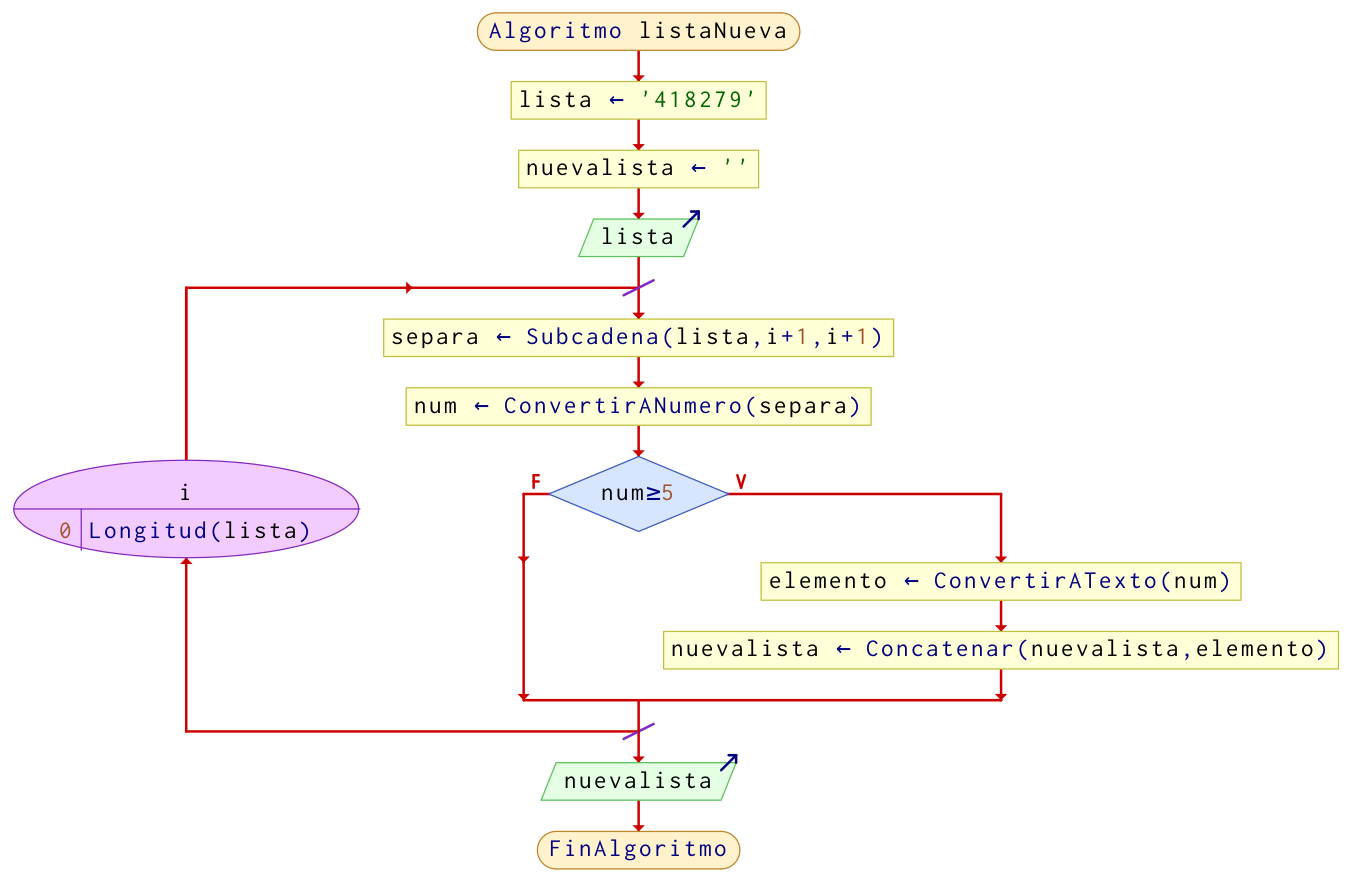 Algoritmo listaNueva
lista ← '418279'
nuevalista ← ''
lista
separa ← Subcadena(lista,i+1,i+1)
num ← ConvertirANumero(separa)
F
num≥5
V
i
0 Longitud(lista)
elemento ← ConvertirATexto(num)
nuevalista ← Concatenar(nuevalista,elemento)
nuevalista
FinAlgoritmo